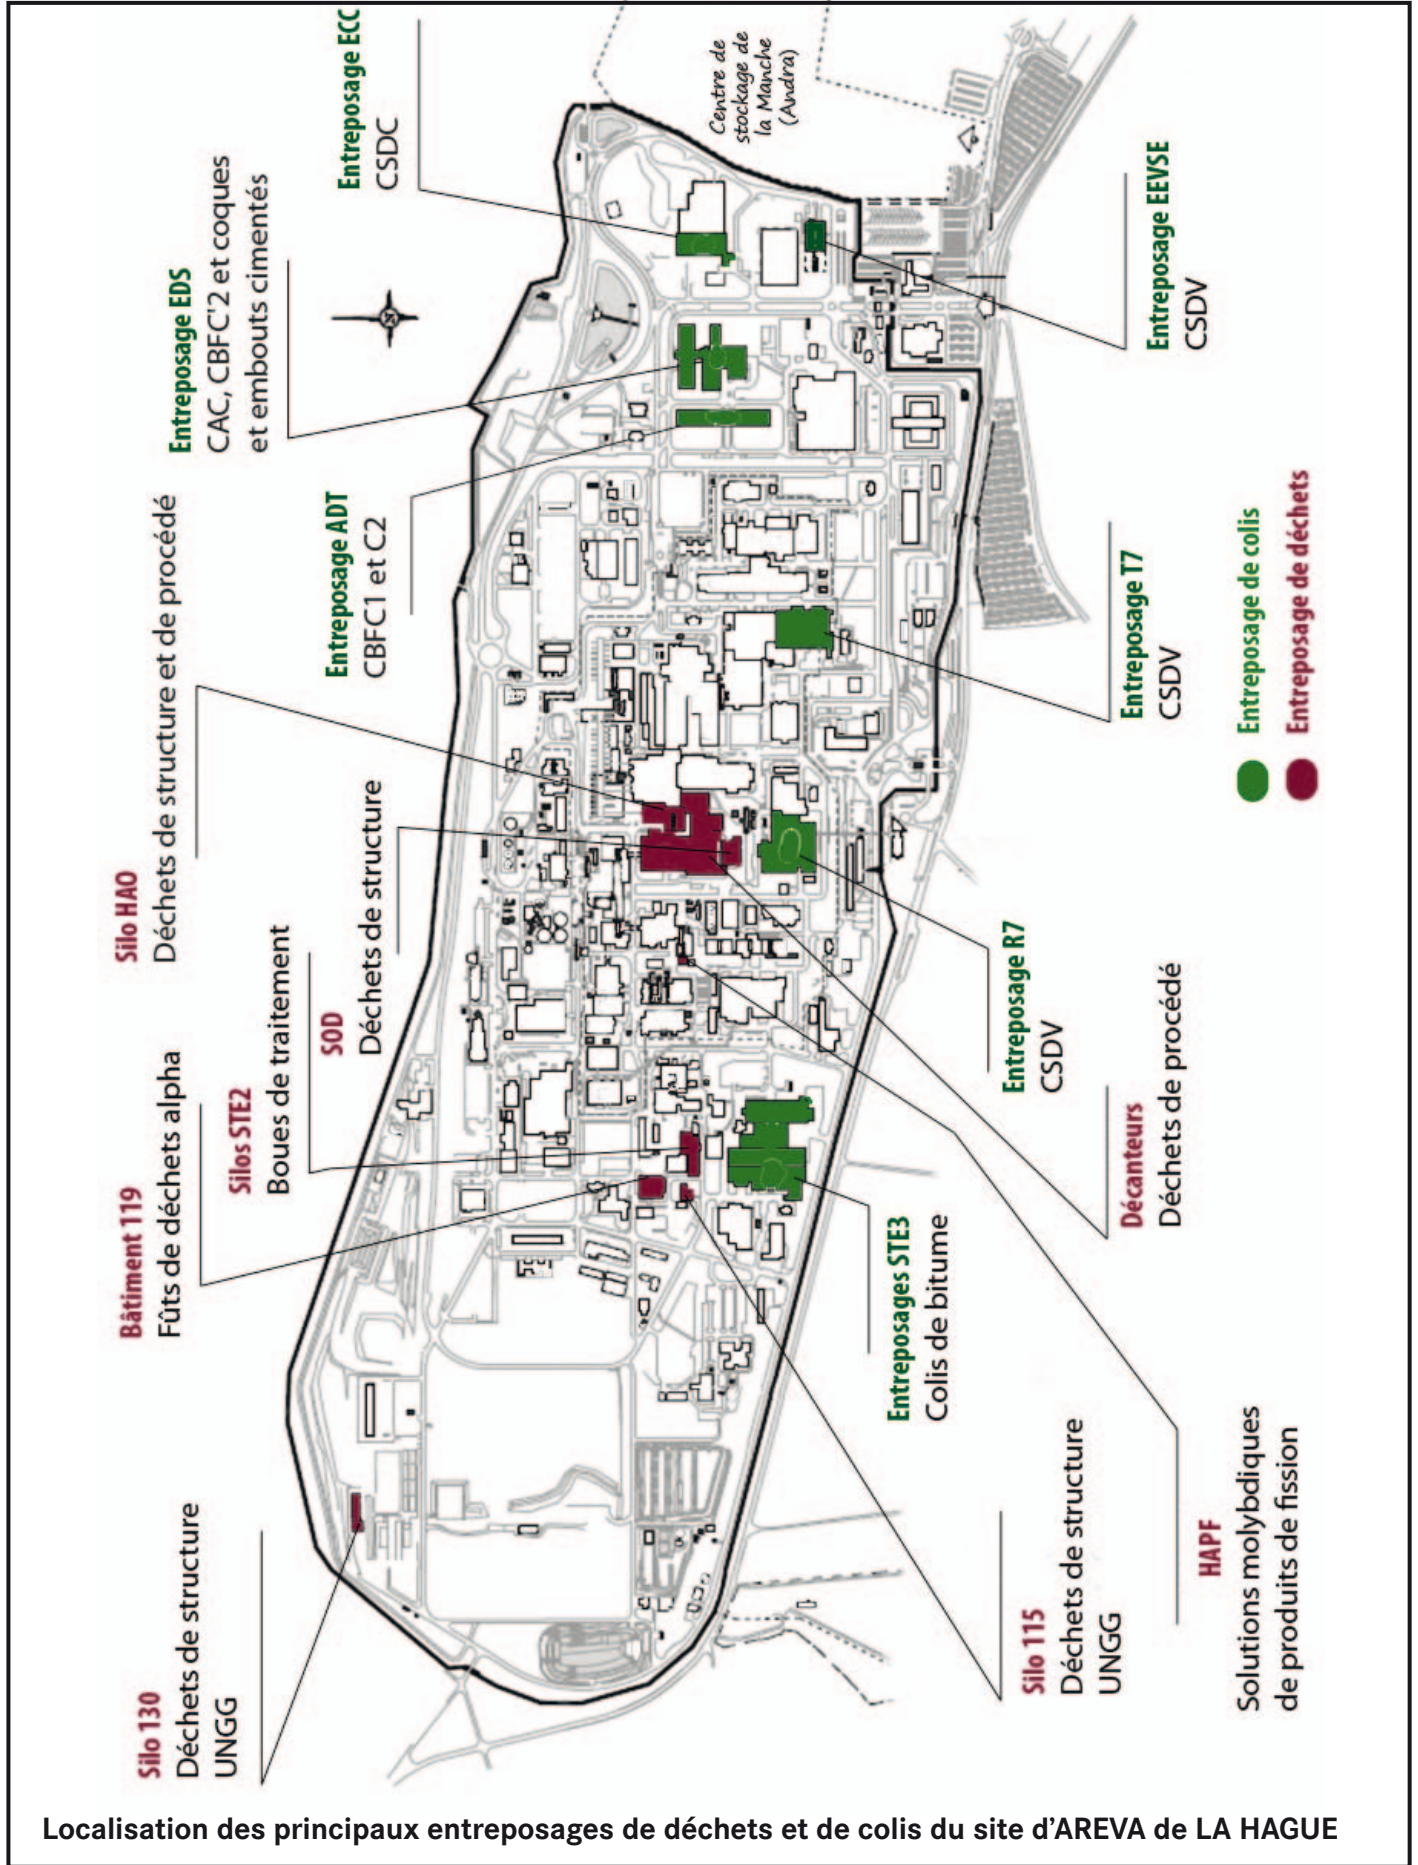 Silo 130
Déchets de structure
UNGG
Bâtiment 119
Fûts de déchets alpha
Silos STE2
Boues de traitement
SOD
Déchets de structure
Silo HAO
Déchets de structure et de procédé
Entreposage ADT
CBFC1 et C2
Entreposage EDS
CAC, CBFC'2 et coques
et embouts cimentés
Entreposage ECC
CSDC
Centre de
stockage de
la Manche
(Andra)
N
Silo 115
Déchets de structure
UNGG
HAPF
Solutions molybdiques
de produits de fission
Entreposages STE3
Colis de bitume
Décanteurs
Déchets de procédé
Entreposage R7
CSDV
Entreposage T7
CSDV
Entreposage EEVSE
CSDV
Entreposage de colis
Entreposage de déchets
Localisation des principaux entreposages de déchets et de colis du site d'AREVA de LA HAGUE